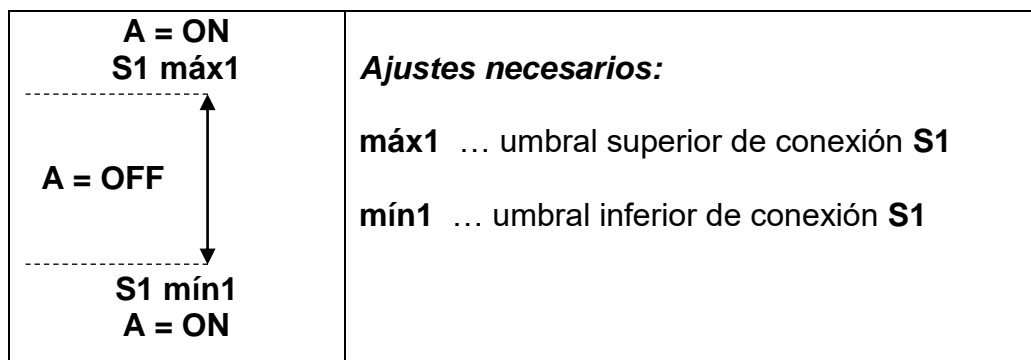 A = ON
S1 máx1
A = OFF
S1 mín1
A = ON
Ajustes necesarios:
máx1 … umbral superior de conexión S1
mín1 … umbral inferior de conexión S1